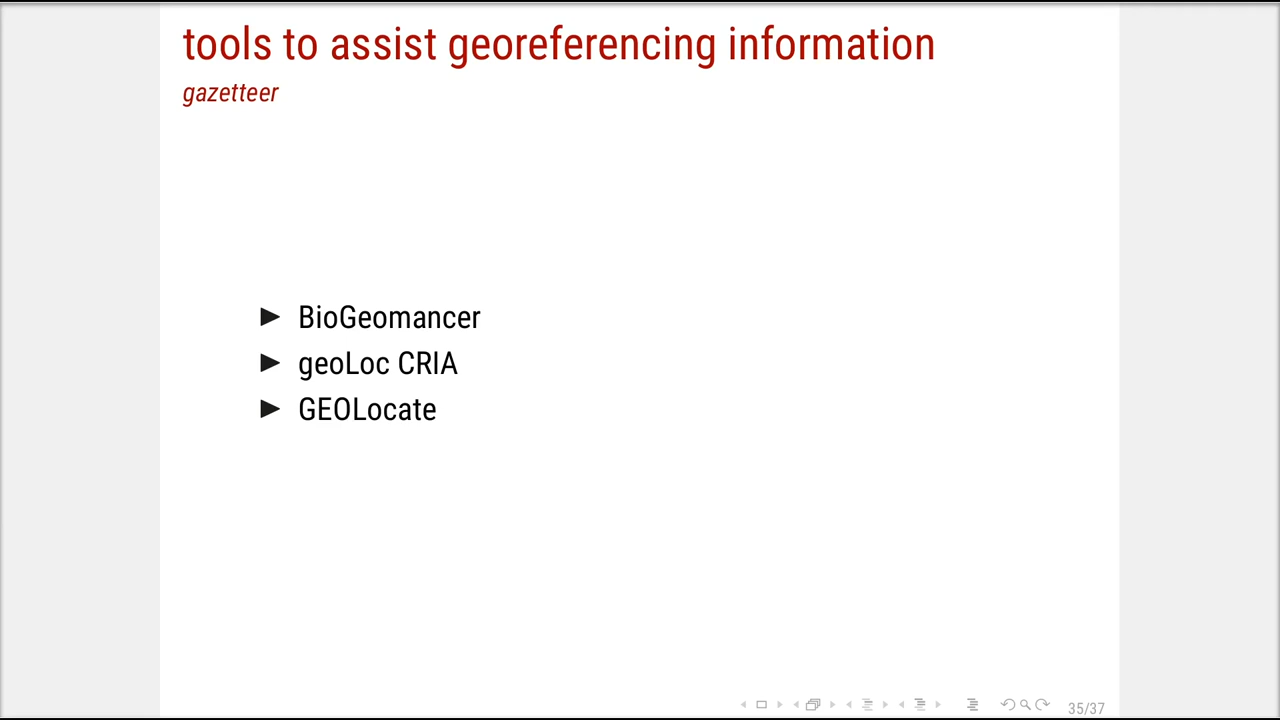 tools to assist georeferencing information
gazetteer
▶ BioGeomancer
▶ geoLoc CRIA
▶ GEOLocate
35/37